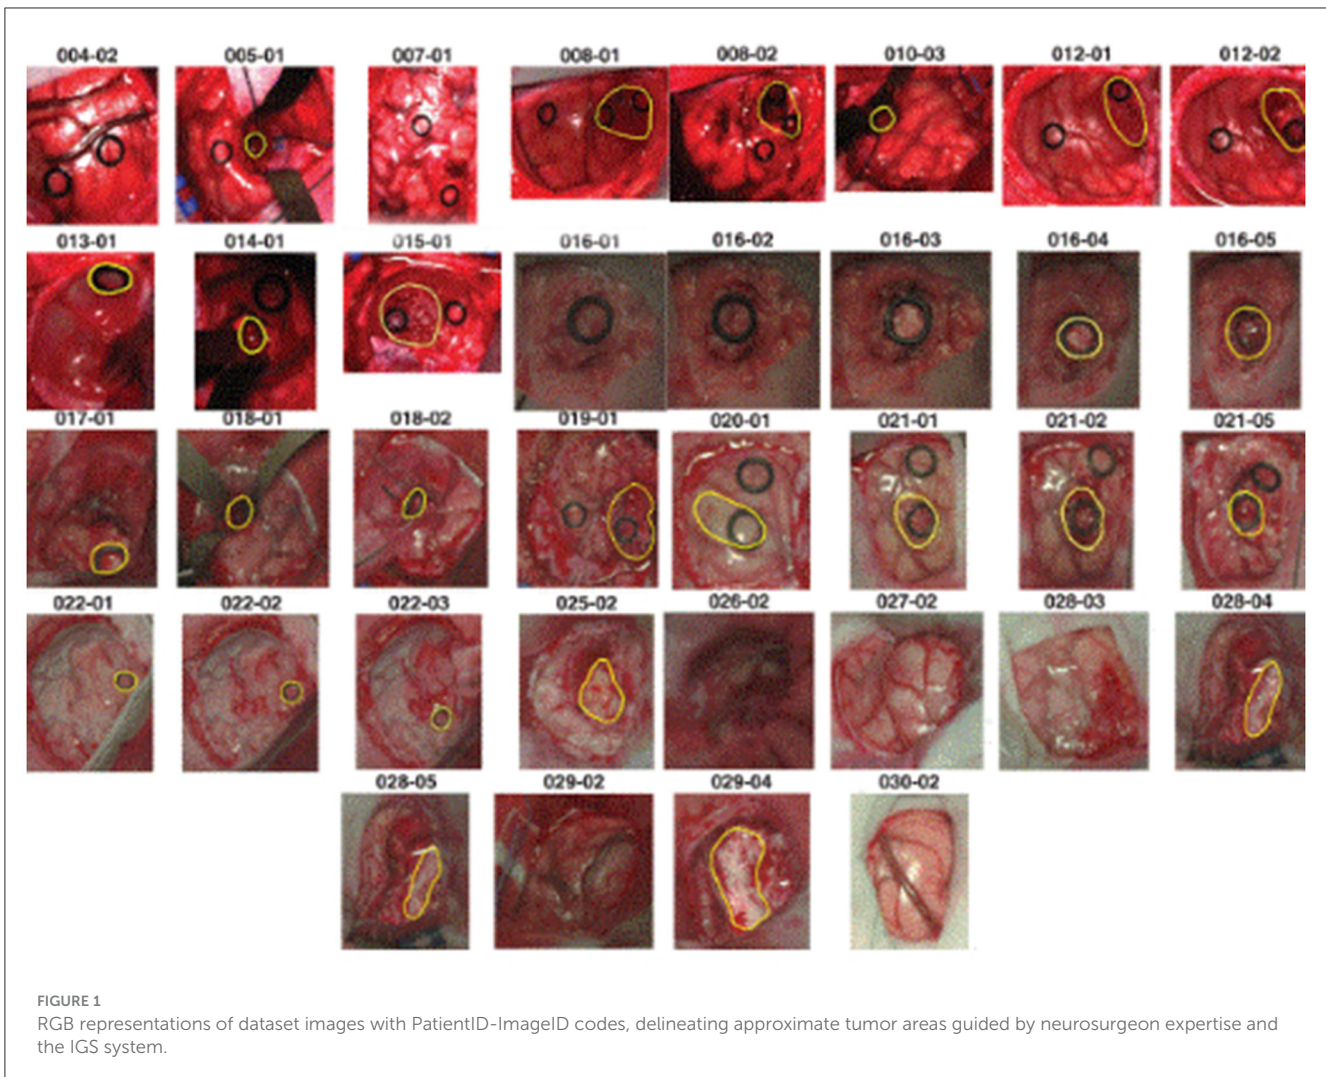 004-02 005-01 007-01 008-01 008-02 010-03 012-01 012-02
013-01 014-01 015-01 016-01 016-02 016-03 016-04 016-05
017-01 018-01 018-02 019-01 020-01 021-01 021-02 021-05
022-01 022-02 022-03 025-02 026-02 027-02 028-03 028-04
028-05 029-02 029-04 030-02
FIGURE 1
RGB representations of dataset images with PatientID-ImageID codes, delineating approximate tumor areas guided by neurosurgeon expertise and
the IGS system.